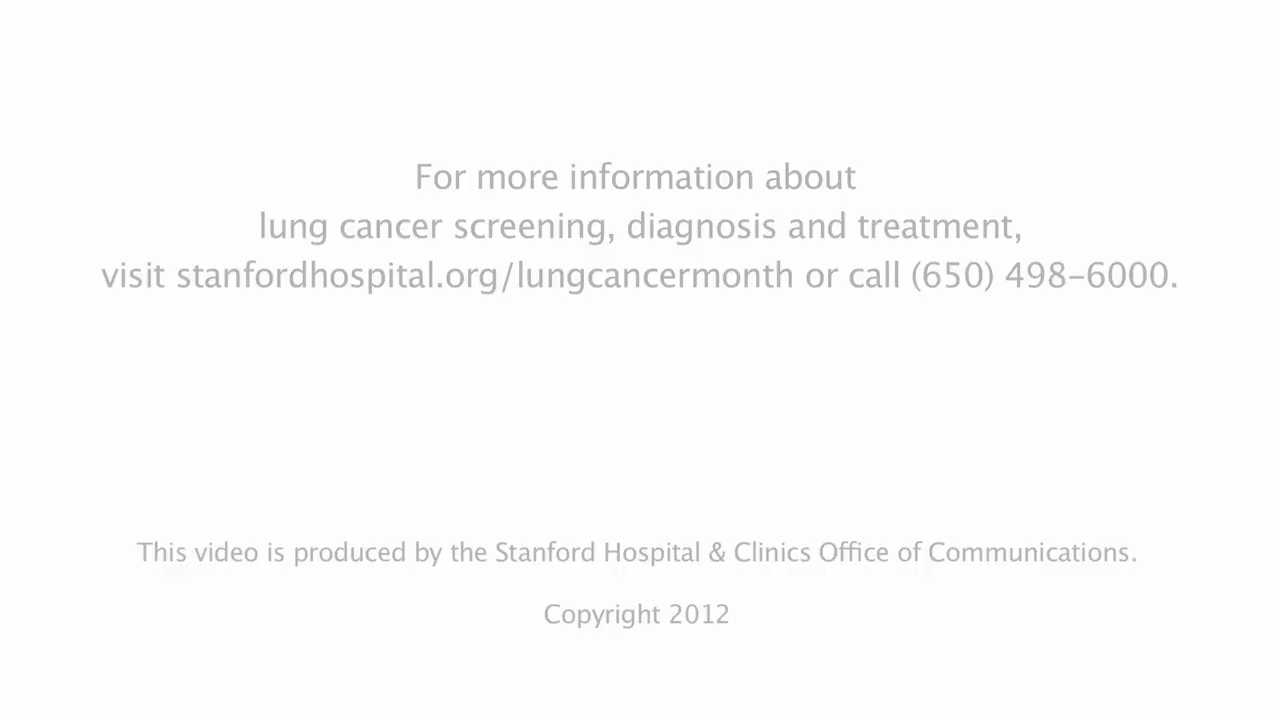 For more information about
lung cancer screening, diagnosis and treatment,
visit stanfordhospital.org/lungcancermonth or call (650) 498-6000.
This video is produced by the Stanford Hospital & Clinics Office of Communications.
Copyright 2012